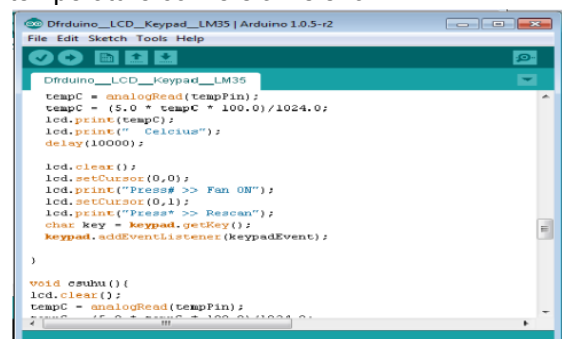 Dfrduino__LCD__Keypad__LM35 | Arduino 1.0.5-r2
File Edit Sketch Tools Help
Dfrduino__LCD__Keypad__LM35
tempC = analogRead(tempPin);
tempC = (5.0 * tempC * 100.0)/1024.0;
lcd.print(tempC);
lcd.print("  Celcius");
delay(10000);
lcd.clear();
lcd.setCursor(0,0);
lcd.print("Press# >> Fan ON");
lcd.setCursor(0,1);
lcd.print("Press* >> Rescan");
char key = keypad.getKey();
keypad.addEventListener(keypadEvent);
}
void csuhu(){
lcd.clear();
tempC = analogRead(tempPin);